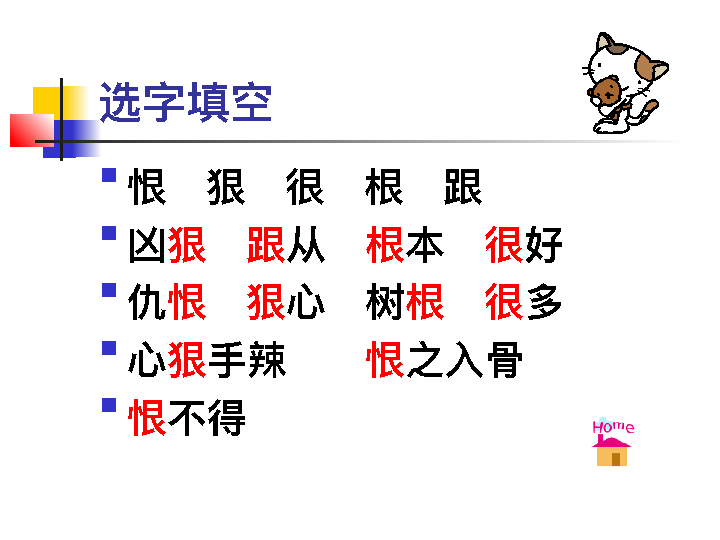 选字填空
恨 狠 很 根 跟
凶狠 跟从 根本 很好
仇恨 狠心 树根 很多
心狠手辣 恨之入骨
恨不得
Home